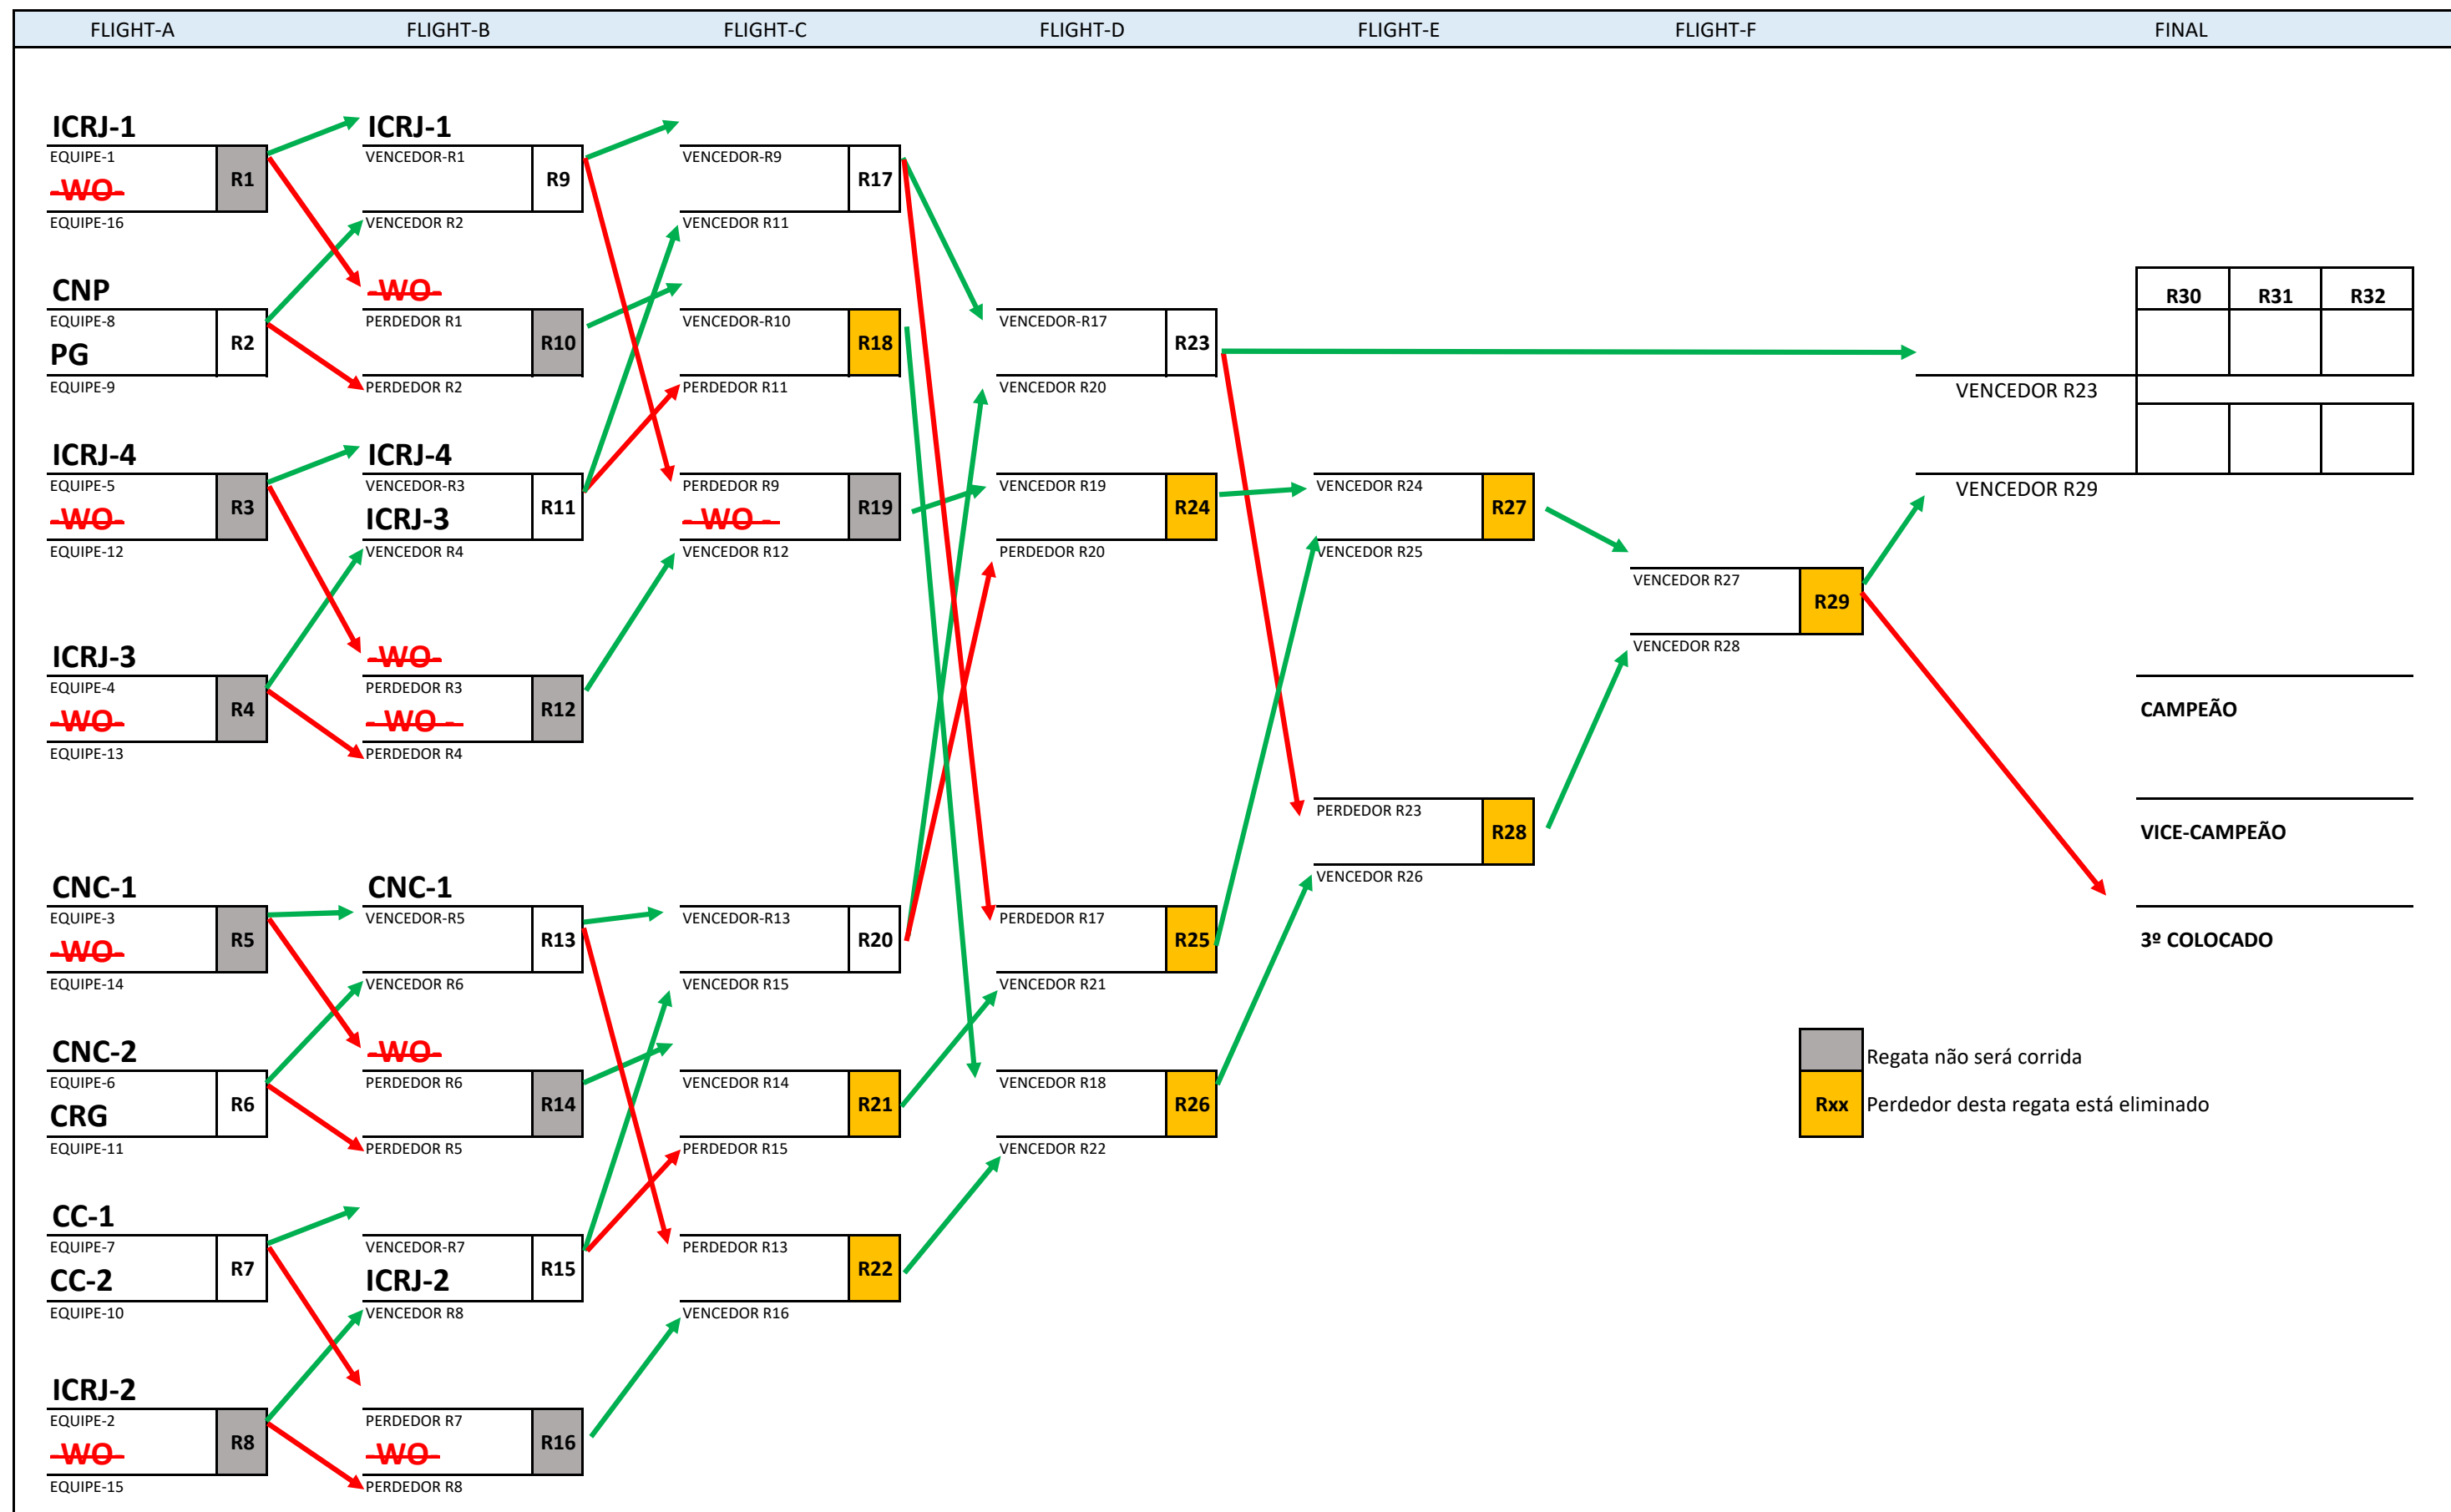 FLIGHT-A FLIGHT-B FLIGHT-C FLIGHT-D FLIGHT-E FLIGHT-F FINAL
ICRJ-1
EQUIPE-1
-WO-
EQUIPE-16
R1
CNP
EQUIPE-8
PG
EQUIPE-9
R2
ICRJ-4
EQUIPE-5
-WO-
EQUIPE-12
R3
ICRJ-3
EQUIPE-4
-WO-
EQUIPE-13
R4
CNC-1
EQUIPE-3
-WO-
EQUIPE-14
R5
CNC-2
EQUIPE-6
CRG
EQUIPE-11
R6
CC-1
EQUIPE-7
CC-2
EQUIPE-10
R7
ICRJ-2
EQUIPE-2
-WO-
EQUIPE-15
R8
ICRJ-1
VENCEDOR-R1
VENCEDOR R2
R9
-WO-
PERDEDOR R1
PERDEDOR R2
R10
ICRJ-4
VENCEDOR-R3
ICRJ-3
VENCEDOR R4
R11
-WO-
PERDEDOR R3
- WO -
PERDEDOR R4
R12
CNC-1
VENCEDOR-R5
VENCEDOR R6
R13
-WO-
PERDEDOR R6
PERDEDOR R5
R14
VENCEDOR-R7
ICRJ-2
VENCEDOR R8
R15
PERDEDOR R7
-WO-
PERDEDOR R8
R16
VENCEDOR-R9
VENCEDOR R11
R17
VENCEDOR-R10
PERDEDOR R11
R18
PERDEDOR R9
- WO -
VENCEDOR R12
R19
VENCEDOR-R13
VENCEDOR R15
R20
VENCEDOR R14
PERDEDOR R15
R21
PERDEDOR R13
VENCEDOR R16
R22
VENCEDOR-R17
VENCEDOR R20
R23
VENCEDOR R19
PERDEDOR R20
R24
PERDEDOR R17
VENCEDOR R21
R25
VENCEDOR R18
VENCEDOR R22
R26
VENCEDOR R24
VENCEDOR R25
R27
PERDEDOR R23
VENCEDOR R26
R28
VENCEDOR R27
VENCEDOR R28
R29
R30 R31 R32
VENCEDOR R23
VENCEDOR R29
CAMPEÃO
VICE-CAMPEÃO
3º COLOCADO
Regata não será corrida
Rxx Perdedor desta regata está eliminado